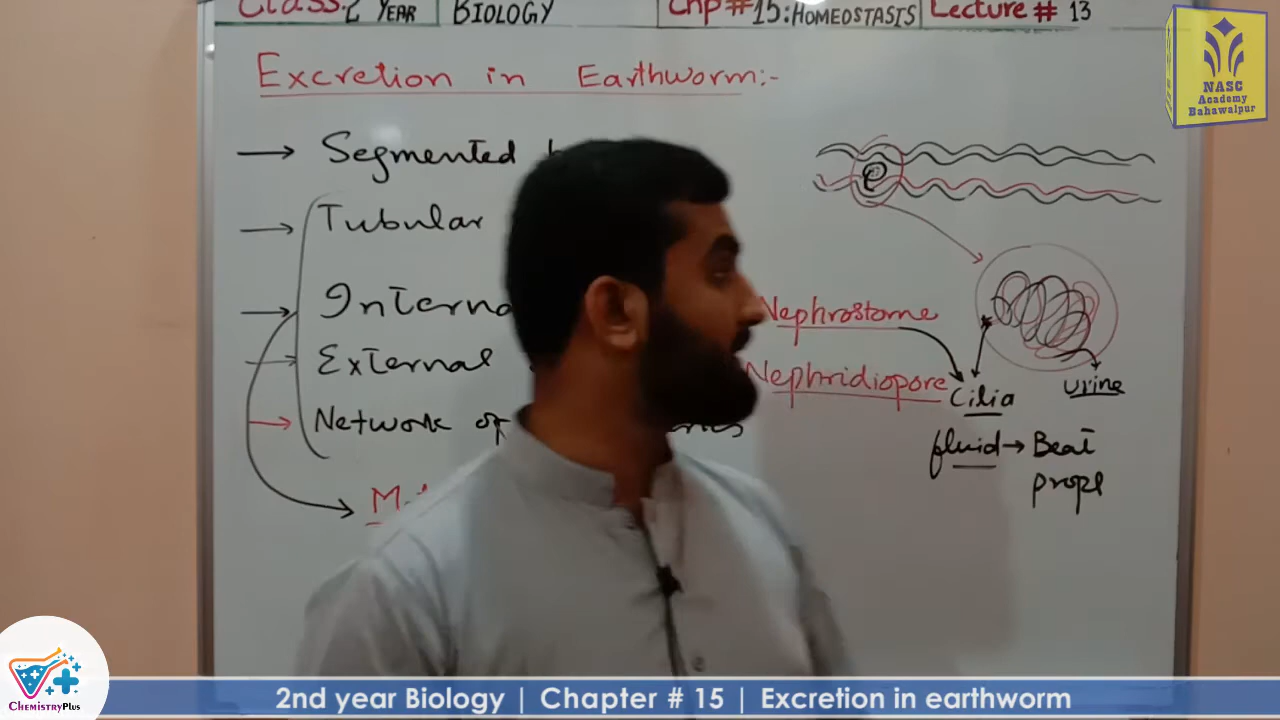 Class: 2 YEAR BIOLOGY Chp #15: HOMEOSTASIS Lecture # 13
NASC
Academy
Bahawalpur
Excretion in Earthworm:-
Segmented
Tubular
Internal
Nephrostome
External
Nephridiopore
Cilia
urine
Network of
fluid → Beat
propl
ChemistryPlus
2nd year Biology | Chapter # 15 | Excretion in earthworm